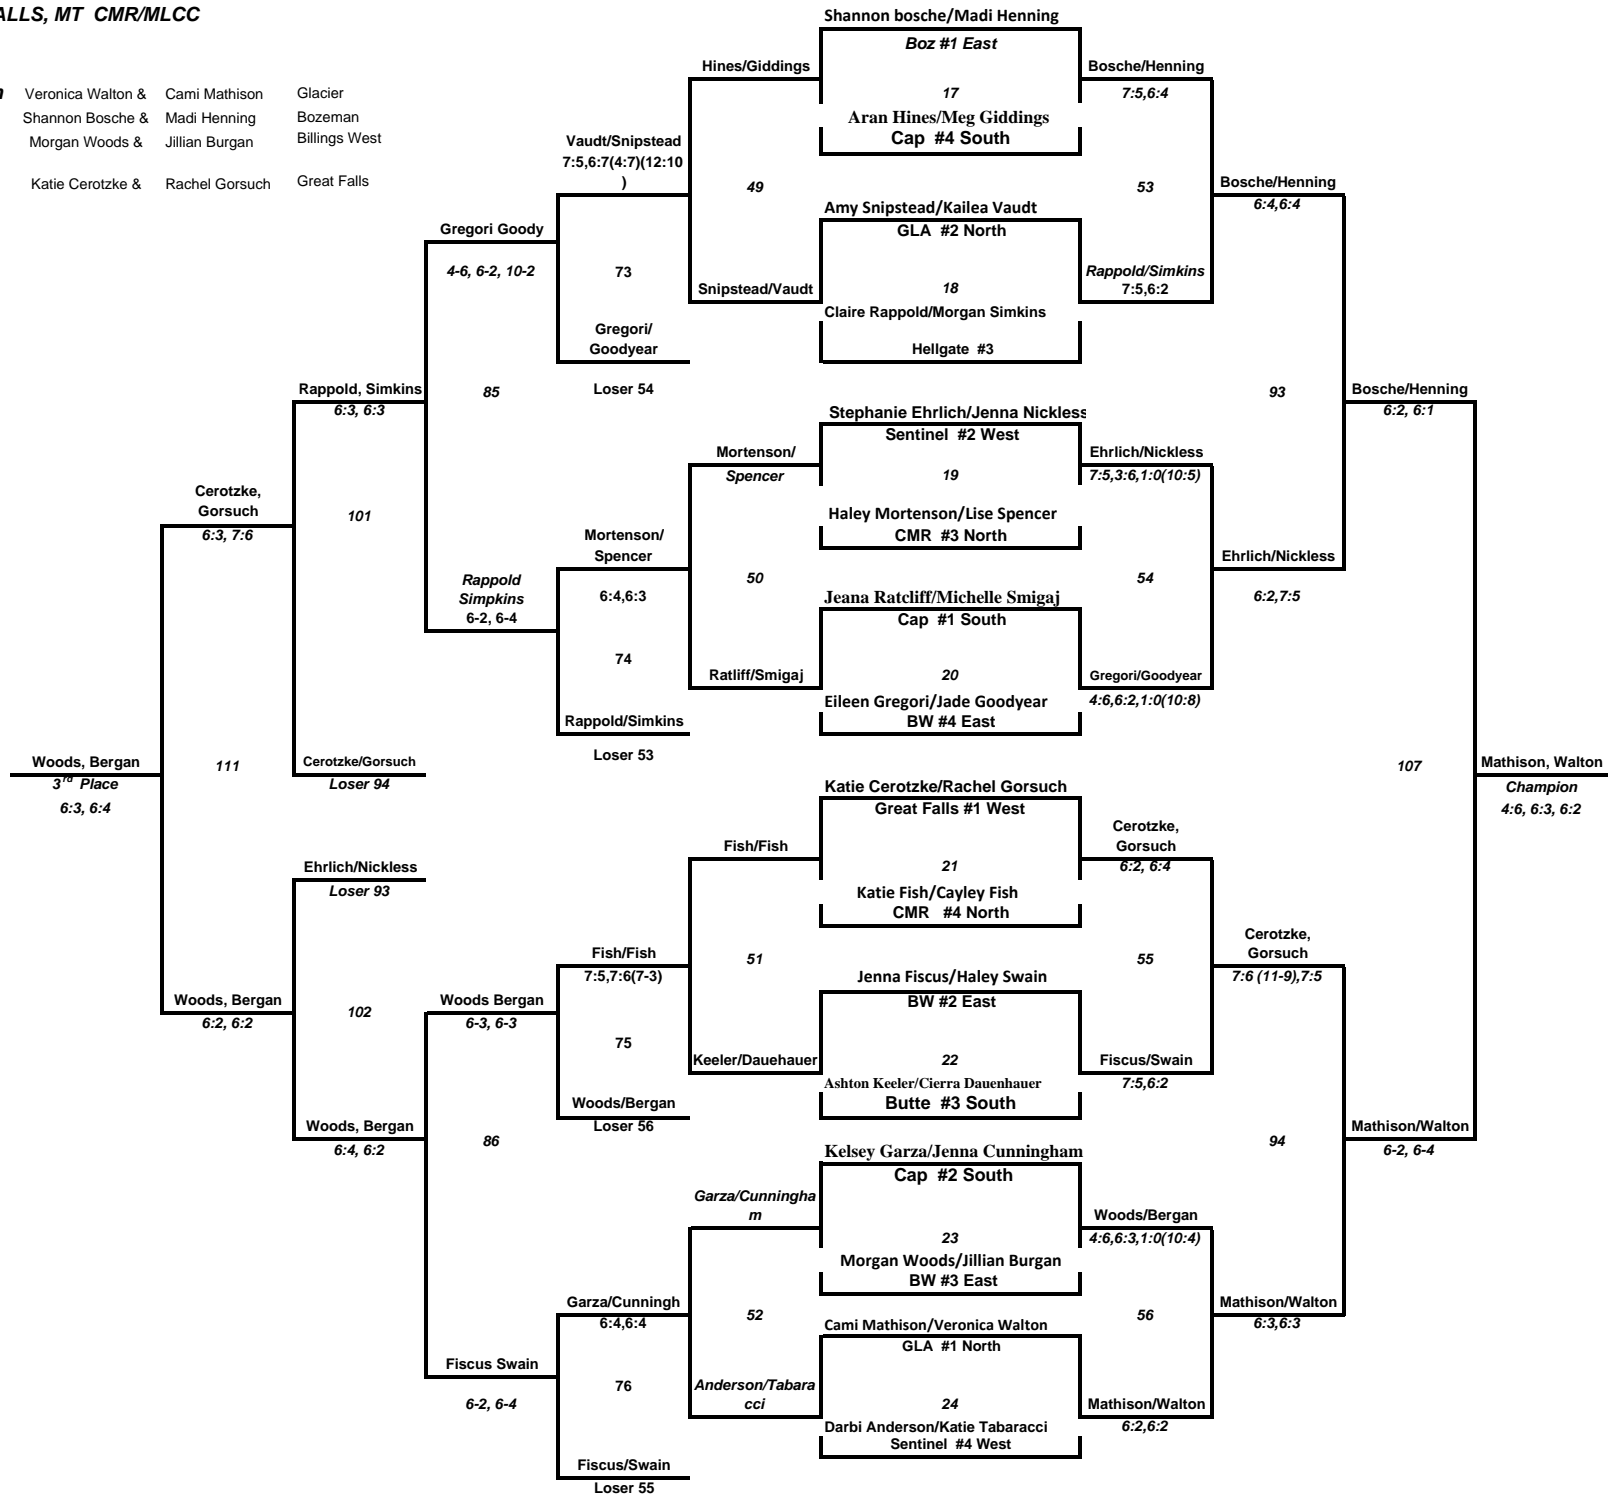 ALLS, MT  CMR/MLCC
Veronica Walton & Cami Mathison Glacier
Shannon Bosche & Madi Henning Bozeman
Morgan Woods & Jillian Burgan Billings West
Katie Cerotzke & Rachel Gorsuch Great Falls
Shannon bosche/Madi Henning
Boz #1 East
Hines/Giddings
Bosche/Henning
17
7:5,6:4
Aran Hines/Meg Giddings
Cap #4 South
Vaudt/Snipstead
7:5,6:7(4:7)(12:10
)
49
53
Bosche/Henning
6:4,6:4
Amy Snipstead/Kailea Vaudt
GLA #2 North
Gregori Goody
4-6, 6-2, 10-2
73
Rappold/Simkins
7:5,6:2
Snipstead/Vaudt
18
Claire Rappold/Morgan Simkins
Hellgate #3
Gregori/
Goodyear
Loser 54
Rappold, Simkins
6:3, 6:3
85
93
Bosche/Henning
6:2, 6:1
Stephanie Ehrlich/Jenna Nickless
Sentinel #2 West
Mortenson/
Spencer
Ehrlich/Nickless
19
7:5,3:6,1:0(10:5)
Haley Mortenson/Lise Spencer
CMR #3 North
Cerotzke,
Gorsuch
6:3, 7:6
101
Mortenson/
Spencer
6:4,6:3
50
54
Ehrlich/Nickless
6:2,7:5
Rappold
Simpkins
6-2, 6-4
Jeana Ratcliff/Michelle Smigaj
Cap #1 South
74
Ratliff/Smigaj
20
Gregori/Goodyear
4:6,6:2,1:0(10:8)
Eileen Gregori/Jade Goodyear
BW #4 East
Rappold/Simkins
Loser 53
Woods, Bergan
3rd Place
6:3, 6:4
111
Cerotzke/Gorsuch
Loser 94
107
Mathison, Walton
Champion
4:6, 6:3, 6:2
Katie Cerotzke/Rachel Gorsuch
Great Falls #1 West
Fish/Fish
Cerotzke,
Gorsuch
6:2, 6:4
21
Katie Fish/Cayley Fish
CMR #4 North
Ehrlich/Nickless
Loser 93
Fish/Fish
7:5,7:6(7-3)
51
55
Cerotzke,
Gorsuch
7:6 (11-9),7:5
Jenna Fiscus/Haley Swain
BW #2 East
Woods, Bergan
6:2, 6:2
102
Woods Bergan
6-3, 6-3
75
Keeler/Dauehauer
22
Fiscus/Swain
7:5,6:2
Ashton Keeler/Cierra Dauenhauer
Butte #3 South
Woods/Bergan
Loser 56
Woods, Bergan
6:4, 6:2
86
94
Mathison/Walton
6-2, 6-4
Kelsey Garza/Jenna Cunningham
Cap #2 South
Garza/Cunningha
m
Woods/Bergan
23
4:6,6:3,1:0(10:4)
Morgan Woods/Jillian Burgan
BW #3 East
Garza/Cunningh
6:4,6:4
52
56
Mathison/Walton
6:3,6:3
Cami Mathison/Veronica Walton
GLA #1 North
Fiscus Swain
6-2, 6-4
76
Anderson/Tabara
cci
24
Mathison/Walton
6:2,6:2
Darbi Anderson/Katie Tabaracci
Sentinel #4 West
Fiscus/Swain
Loser 55